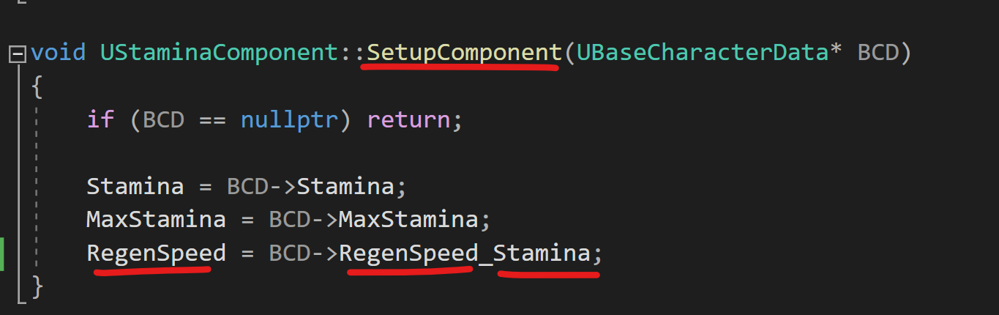 void UStaminaComponent::SetupComponent(UBaseCharacterData* BCD)
{
if (BCD == nullptr) return;
Stamina = BCD->Stamina;
MaxStamina = BCD->MaxStamina;
RegenSpeed = BCD->RegenSpeed_Stamina;
}